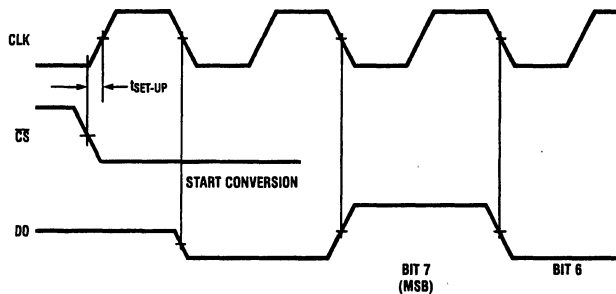 CLK
tSET-UP
CS
START CONVERSION
DO
BIT 7
(MSB)
BIT 6